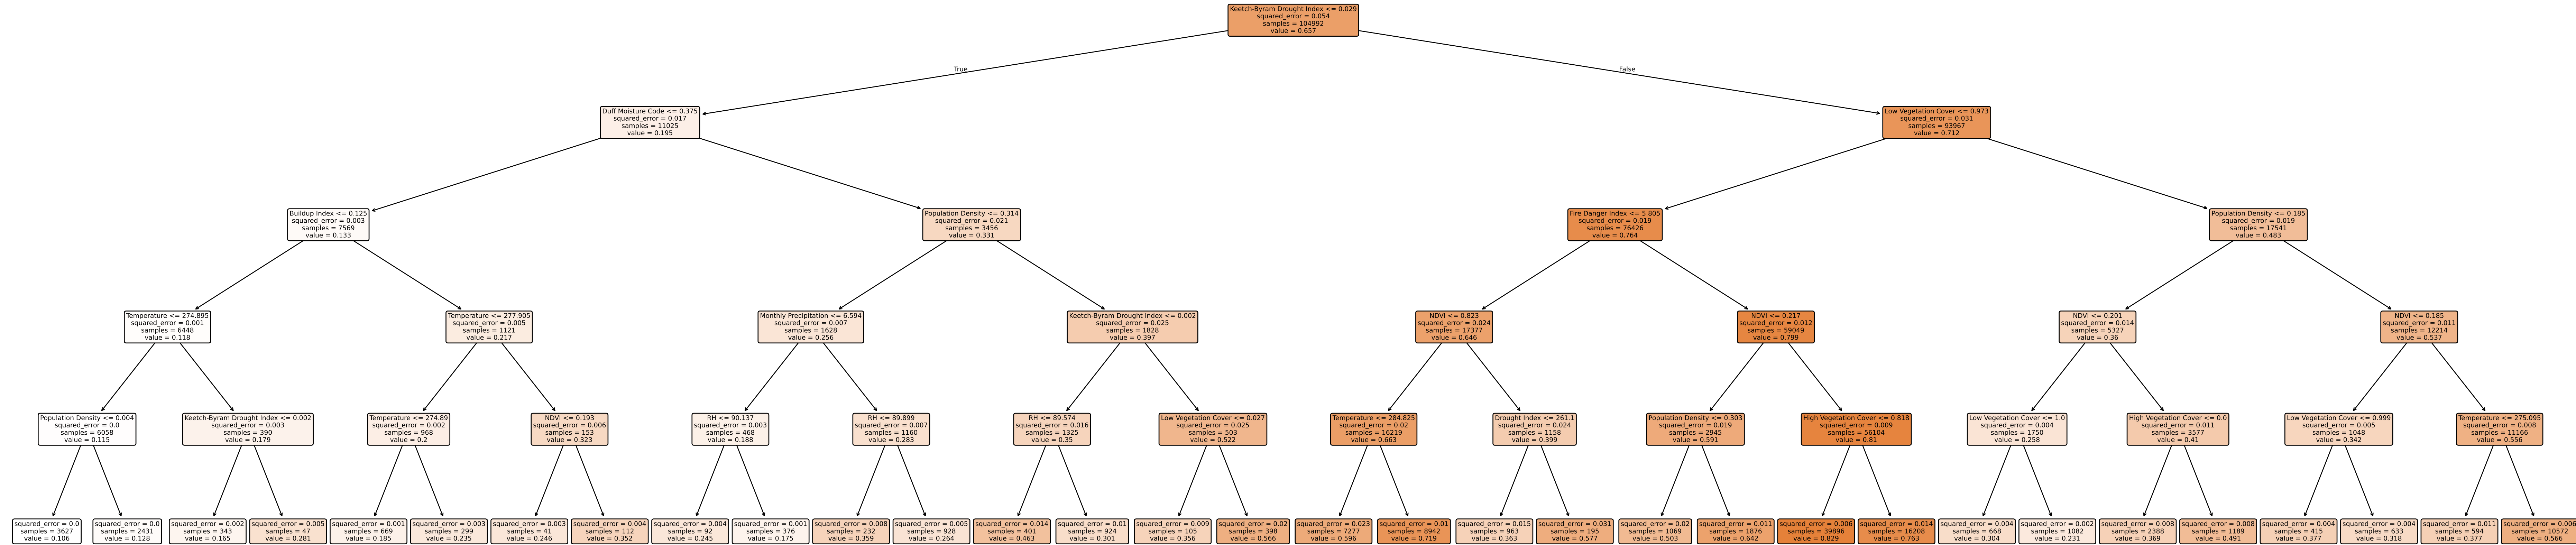 Keetch-Byram Drought Index <= 0.029
squared_error = 0.054
samples = 104992
value = 0.657
True
False
Duff Moisture Code <= 0.375
squared_error = 0.017
samples = 11025
value = 0.195
Low Vegetation Cover <= 0.973
squared_error = 0.031
samples = 93967
value = 0.712
Buildup Index <= 0.125
squared_error = 0.003
samples = 7569
value = 0.133
Population Density <= 0.314
squared_error = 0.021
samples = 3456
value = 0.331
Fire Danger Index <= 5.805
squared_error = 0.019
samples = 76426
value = 0.764
Population Density <= 0.185
squared_error = 0.019
samples = 17541
value = 0.483
Temperature <= 274.895
squared_error = 0.001
samples = 6448
value = 0.118
Temperature <= 277.905
squared_error = 0.005
samples = 1121
value = 0.217
Monthly Precipitation <= 6.594
squared_error = 0.007
samples = 1628
value = 0.256
Keetch-Byram Drought Index <= 0.002
squared_error = 0.025
samples = 1828
value = 0.397
NDVI <= 0.823
squared_error = 0.024
samples = 17377
value = 0.646
NDVI <= 0.217
squared_error = 0.012
samples = 59049
value = 0.799
NDVI <= 0.201
squared_error = 0.014
samples = 5327
value = 0.36
NDVI <= 0.185
squared_error = 0.011
samples = 12214
value = 0.537
Population Density <= 0.004
squared_error = 0.0
samples = 6058
value = 0.115
Keetch-Byram Drought Index <= 0.002
squared_error = 0.003
samples = 390
value = 0.179
Temperature <= 274.89
squared_error = 0.002
samples = 968
value = 0.2
NDVI <= 0.193
squared_error = 0.006
samples = 153
value = 0.323
RH <= 90.137
squared_error = 0.003
samples = 468
value = 0.188
RH <= 89.899
squared_error = 0.007
samples = 1160
value = 0.283
RH <= 89.574
squared_error = 0.016
samples = 1325
value = 0.35
Low Vegetation Cover <= 0.027
squared_error = 0.025
samples = 503
value = 0.522
Temperature <= 284.825
squared_error = 0.02
samples = 16219
value = 0.663
Drought Index <= 261.1
squared_error = 0.024
samples = 1158
value = 0.399
Population Density <= 0.303
squared_error = 0.019
samples = 2945
value = 0.591
High Vegetation Cover <= 0.818
squared_error = 0.009
samples = 56104
value = 0.81
Low Vegetation Cover <= 1.0
squared_error = 0.004
samples = 1750
value = 0.258
High Vegetation Cover <= 0.0
squared_error = 0.011
samples = 3577
value = 0.41
Low Vegetation Cover <= 0.999
squared_error = 0.005
samples = 1048
value = 0.342
Temperature <= 275.095
squared_error = 0.008
samples = 11166
value = 0.556
squared_error = 0.0
samples = 3627
value = 0.106
squared_error = 0.0
samples = 2431
value = 0.128
squared_error = 0.002
samples = 343
value = 0.165
squared_error = 0.005
samples = 47
value = 0.281
squared_error = 0.001
samples = 669
value = 0.185
squared_error = 0.003
samples = 299
value = 0.235
squared_error = 0.003
samples = 41
value = 0.246
squared_error = 0.004
samples = 112
value = 0.352
squared_error = 0.004
samples = 92
value = 0.245
squared_error = 0.001
samples = 376
value = 0.175
squared_error = 0.008
samples = 232
value = 0.359
squared_error = 0.005
samples = 928
value = 0.264
squared_error = 0.014
samples = 401
value = 0.463
squared_error = 0.01
samples = 924
value = 0.301
squared_error = 0.009
samples = 105
value = 0.356
squared_error = 0.02
samples = 398
value = 0.566
squared_error = 0.023
samples = 7277
value = 0.596
squared_error = 0.01
samples = 8942
value = 0.719
squared_error = 0.015
samples = 963
value = 0.363
squared_error = 0.031
samples = 195
value = 0.577
squared_error = 0.02
samples = 1069
value = 0.503
squared_error = 0.011
samples = 1876
value = 0.642
squared_error = 0.006
samples = 39896
value = 0.829
squared_error = 0.014
samples = 16208
value = 0.763
squared_error = 0.004
samples = 668
value = 0.304
squared_error = 0.002
samples = 1082
value = 0.231
squared_error = 0.008
samples = 2388
value = 0.369
squared_error = 0.008
samples = 1189
value = 0.491
squared_error = 0.004
samples = 415
value = 0.377
squared_error = 0.004
samples = 633
value = 0.318
squared_error = 0.011
samples = 594
value = 0.377
squared_error = 0.006
samples = 10572
value = 0.566